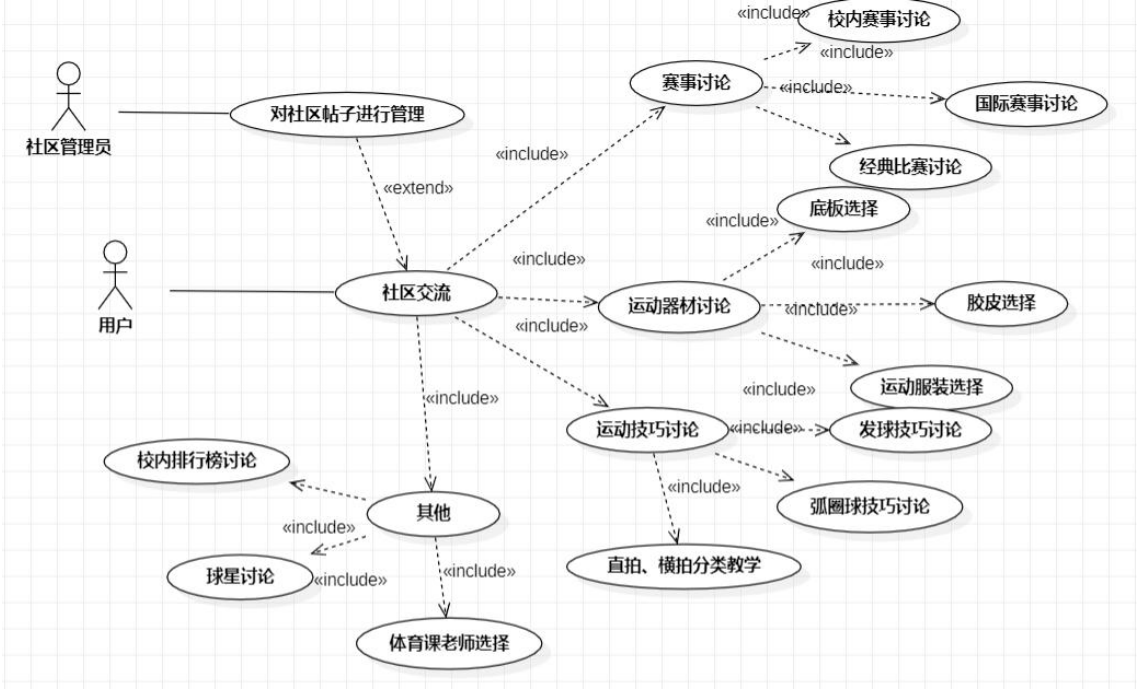 «include»
校内赛事讨论
«include»
赛事讨论
«include»
国际赛事讨论
对社区帖子进行管理
社区管理员
«include»
经典比赛讨论
«extend»
底板选择
«include»
«include»
«include»
社区交流
运动器材讨论
«include»
胶皮选择
用户
«include»
运动服装选择
«include»
«include»
运动技巧讨论
«include»
发球技巧讨论
校内排行榜讨论
«include»
弧圈球技巧讨论
其他
«include»
直拍、横拍分类教学
球星讨论
«include»
«include»
体育课老师选择